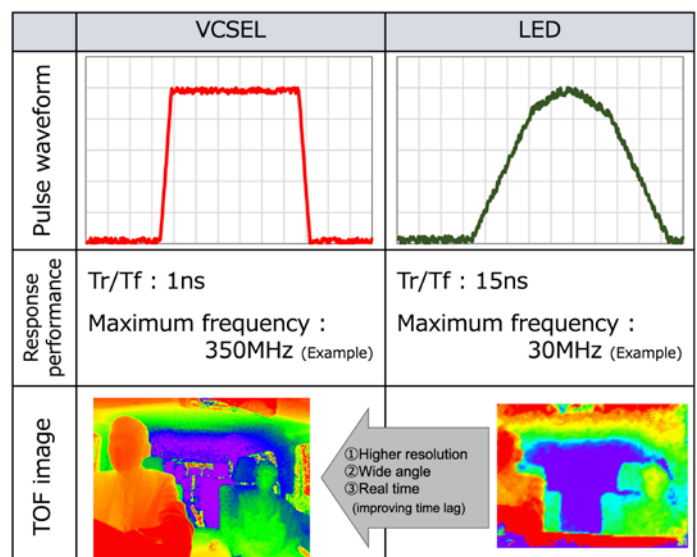 VCSEL
LED
Pulse waveform
Response
performance
Tr/Tf : 1ns
Maximum frequency :
350MHz (Example)
Tr/Tf : 15ns
Maximum frequency :
30MHz (Example)
TOF image
①Higher resolution
②Wide angle
③Real time
(improving time lag)